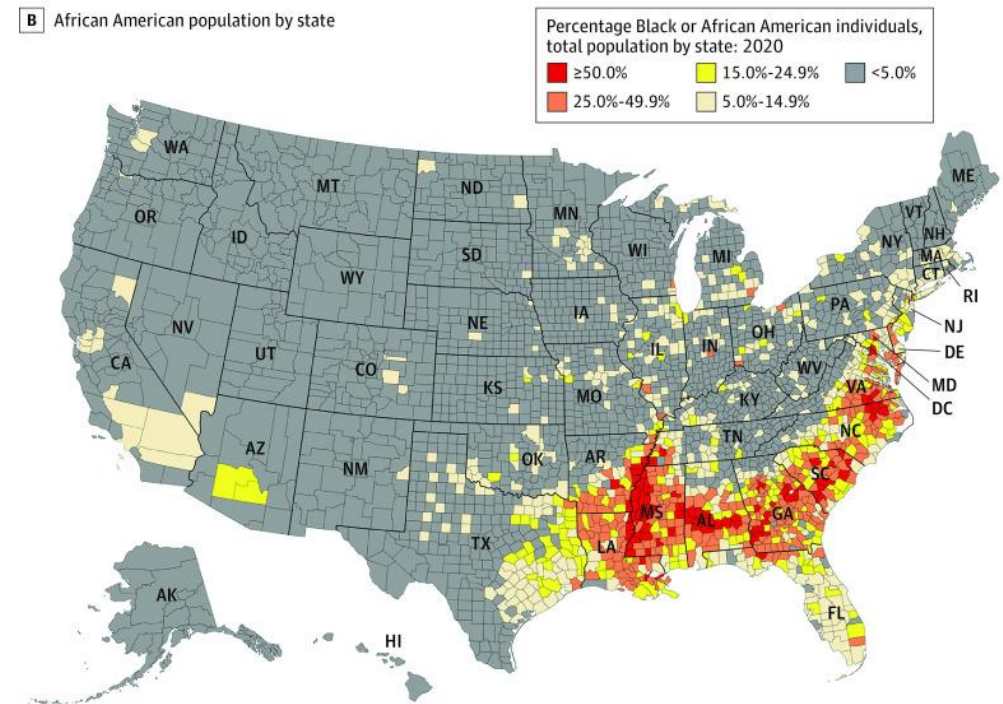 B African American population by state
Percentage Black or African American individuals,
total population by state: 2020
≥50.0% 15.0%-24.9% <5.0%
25.0%-49.9% 5.0%-14.9%
WA
MT
ND
MN
ME
OR
ID
WY
SD
WI
MI
NY
VT
NH
MA
CT
RI
NV
UT
CO
NE
IA
IL
IN
OH
PA
NJ
DE
MD
DC
CA
KS
MO
KY
WV
VA
AZ
NM
OK
AR
TN
NC
SC
TX
LA
MS
AL
GA
FL
AK
HI